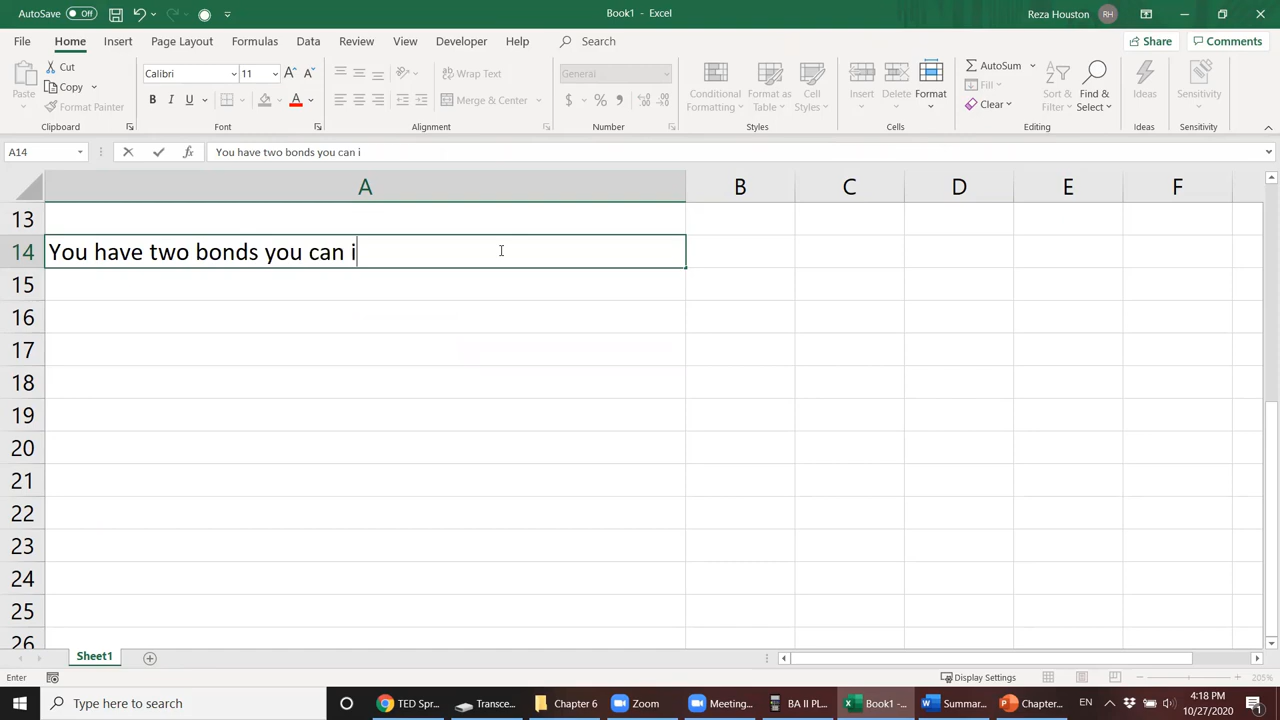 AutoSave Off Book1 - Excel Reza Houston RH
File Home Insert Page Layout Formulas Data Review View Developer Help Search Share Comments
Paste Cut Copy Format Painter Clipboard
Calibri 11 B I U A Font
Wrap Text Merge & Center Alignment
General $ % Number
Conditional Formatting Format as Table Cell Styles Styles
Insert Delete Format Cells
AutoSum Fill Clear Sort & Filter Find & Select Editing
Ideas Ideas
Sensitivity Sensitivity
A14 fx You have two bonds you can i
A B C D E F
13
14 You have two bonds you can i
15
16
17
18
19
20
21
22
23
24
25
26
Sheet1
Enter Display Settings 205%
Type here to search TED Spr... Transce... Chapter 6 Zoom Meeting... BA II PL... Book1 -... Summar... Chapter... EN 4:18 PM
10/27/2020